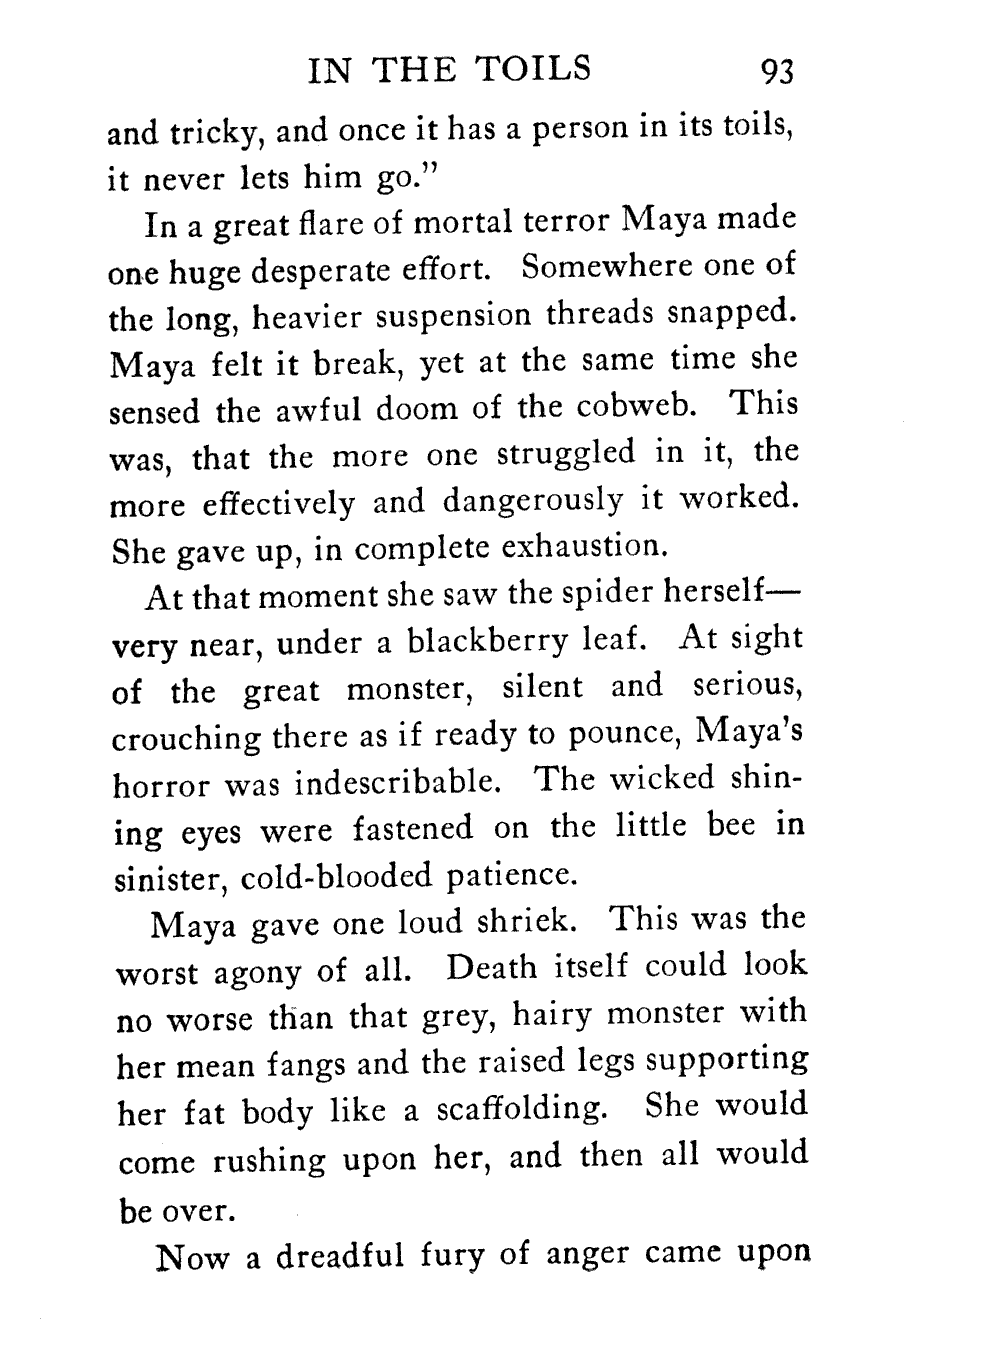 IN THE TOILS 93
and tricky, and once it has a person in its toils,
it never lets him go.”
In a great flare of mortal terror Maya made
one huge desperate effort. Somewhere one of
the long, heavier suspension threads snapped.
Maya felt it break, yet at the same time she
sensed the awful doom of the cobweb. This
was, that the more one struggled in it, the
more effectively and dangerously it worked.
She gave up, in complete exhaustion.
At that moment she saw the spider herself—
very near, under a blackberry leaf. At sight
of the great monster, silent and serious,
crouching there as if ready to pounce, Maya’s
horror was indescribable. The wicked shin-
ing eyes were fastened on the little bee in
sinister, cold-blooded patience.
Maya gave one loud shriek. This was the
worst agony of all. Death itself could look
no worse than that grey, hairy monster with
her mean fangs and the raised legs supporting
her fat body like a scaffolding. She would
come rushing upon her, and then all would
be over.
Now a dreadful fury of anger came upon